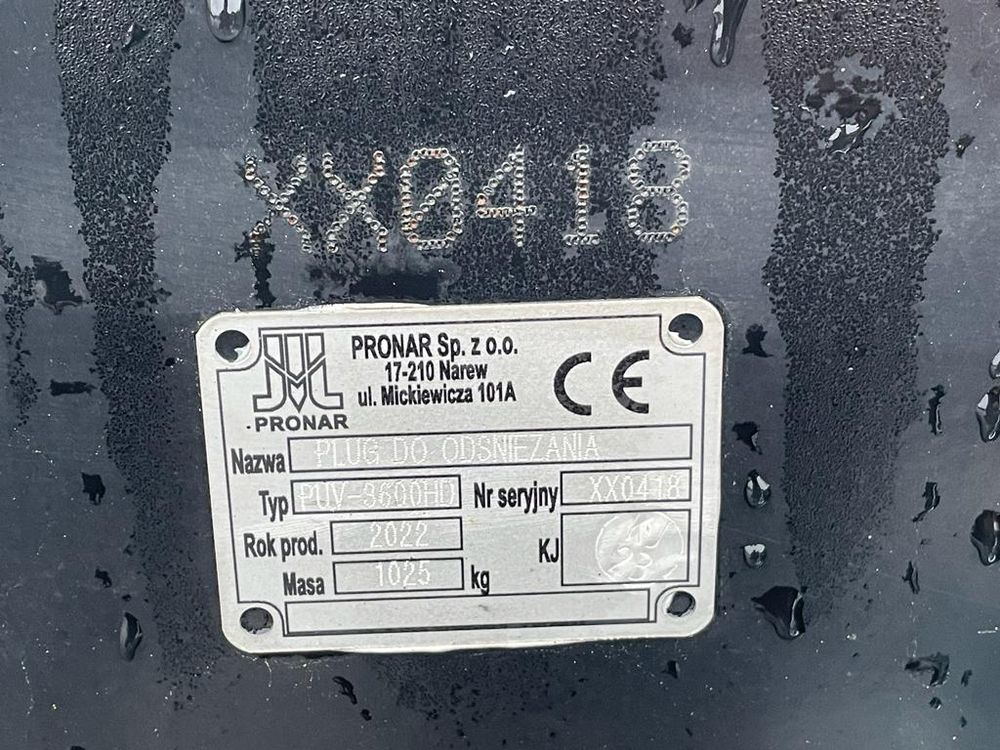 XX0418
PRONAR Sp. z o.o.
17-210 Narew
ul. Mickiewicza 101A
CE
PRONAR
Nazwa PLUG DO ODSNIEZANIA
Typ PUV-3600HD Nr seryjny XX0418
Rok prod. 2022 KJ
Masa 1025 kg